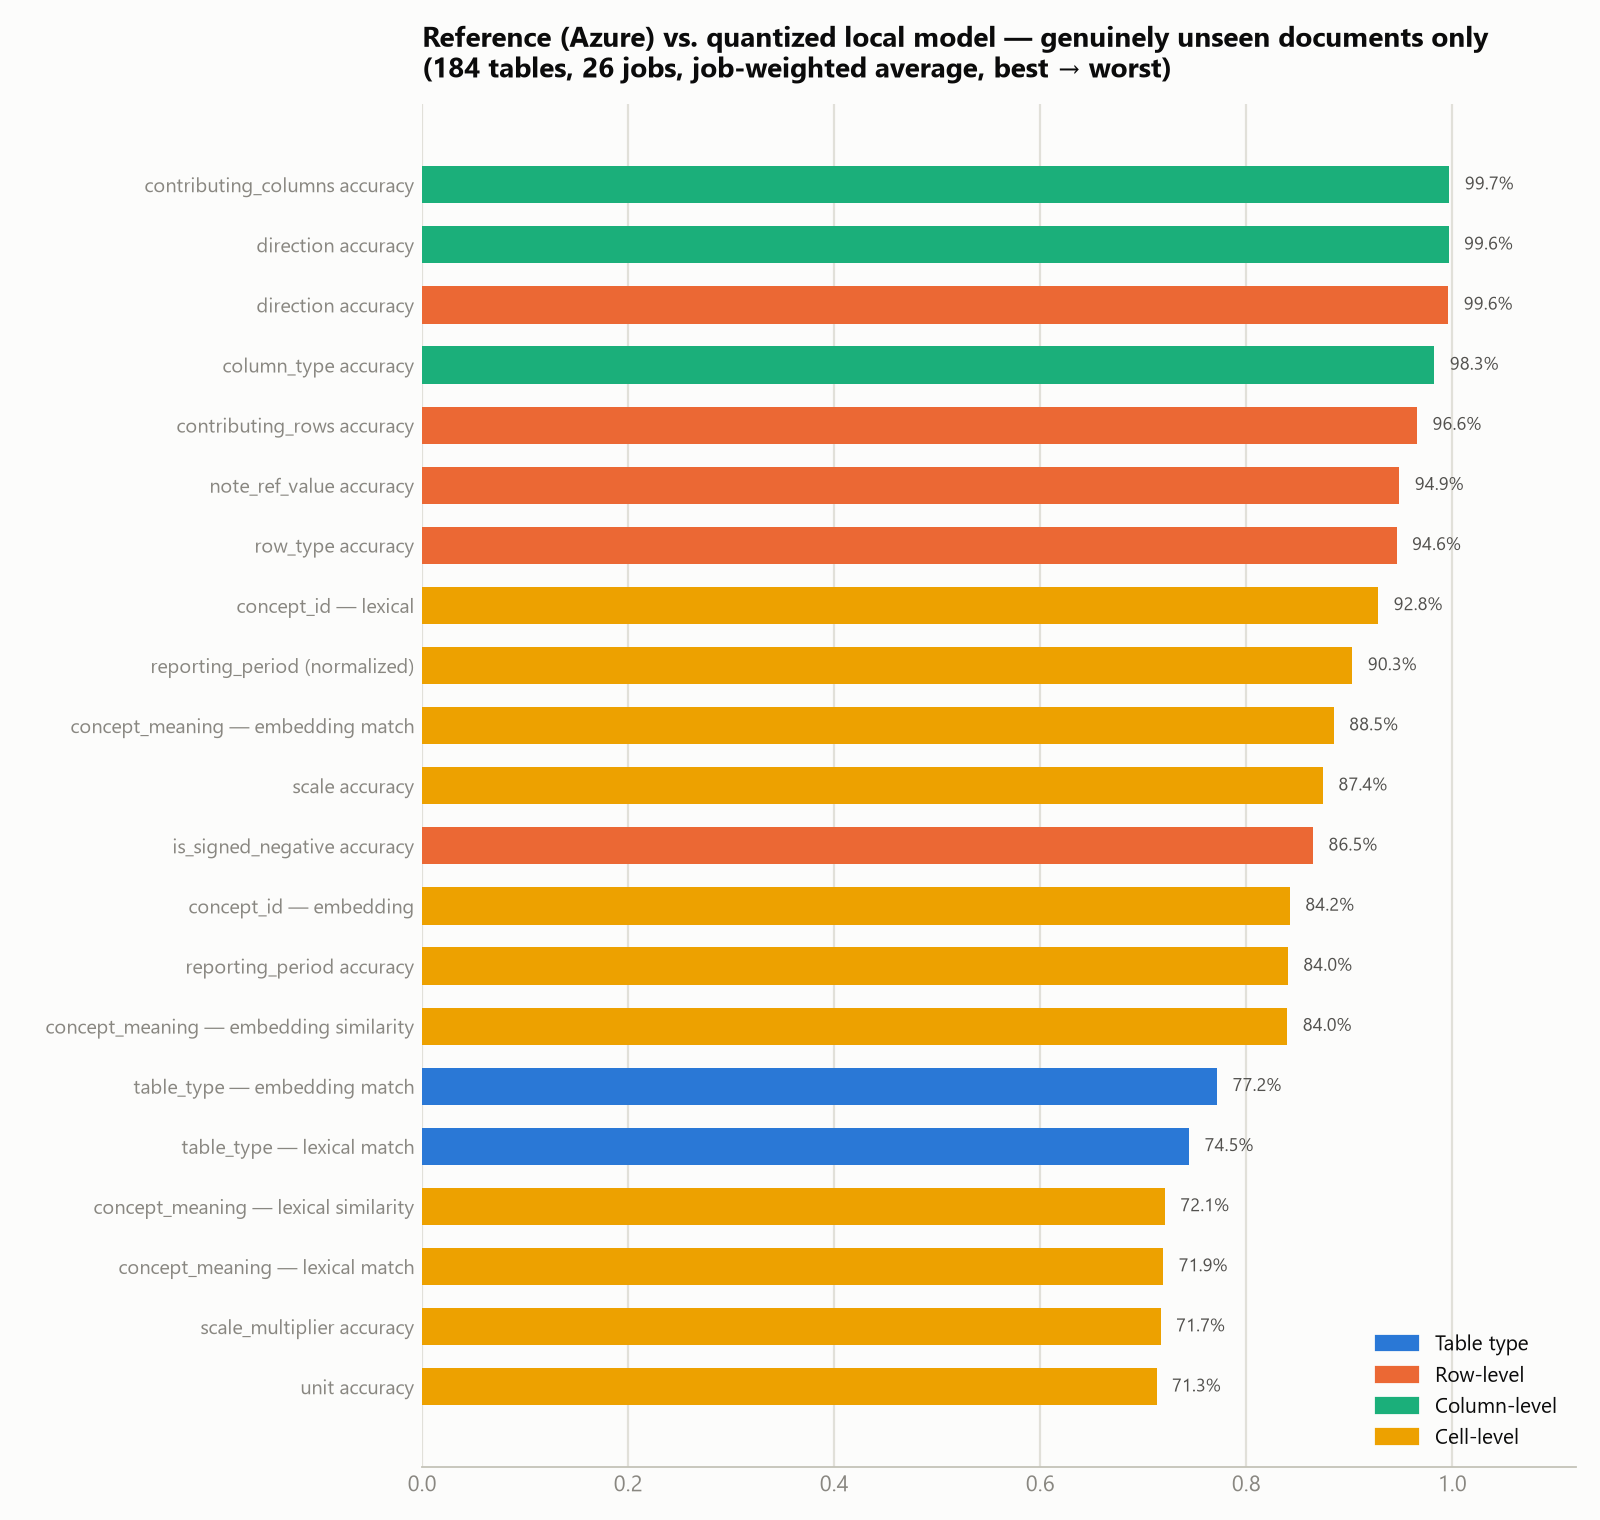 Reference (Azure) vs. quantized local model — genuinely unseen documents only
(184 tables, 26 jobs, job-weighted average, best → worst)
contributing_columns accuracy 99.7%
direction accuracy 99.6%
direction accuracy 99.6%
column_type accuracy 98.3%
contributing_rows accuracy 96.6%
note_ref_value accuracy 94.9%
row_type accuracy 94.6%
concept_id — lexical 92.8%
reporting_period (normalized) 90.3%
concept_meaning — embedding match 88.5%
scale accuracy 87.4%
is_signed_negative accuracy 86.5%
concept_id — embedding 84.2%
reporting_period accuracy 84.0%
concept_meaning — embedding similarity 84.0%
table_type — embedding match 77.2%
table_type — lexical match 74.5%
concept_meaning — lexical similarity 72.1%
concept_meaning — lexical match 71.9%
scale_multiplier accuracy 71.7%
unit accuracy 71.3%
Table type
Row-level
Column-level
Cell-level
0.0 0.2 0.4 0.6 0.8 1.0